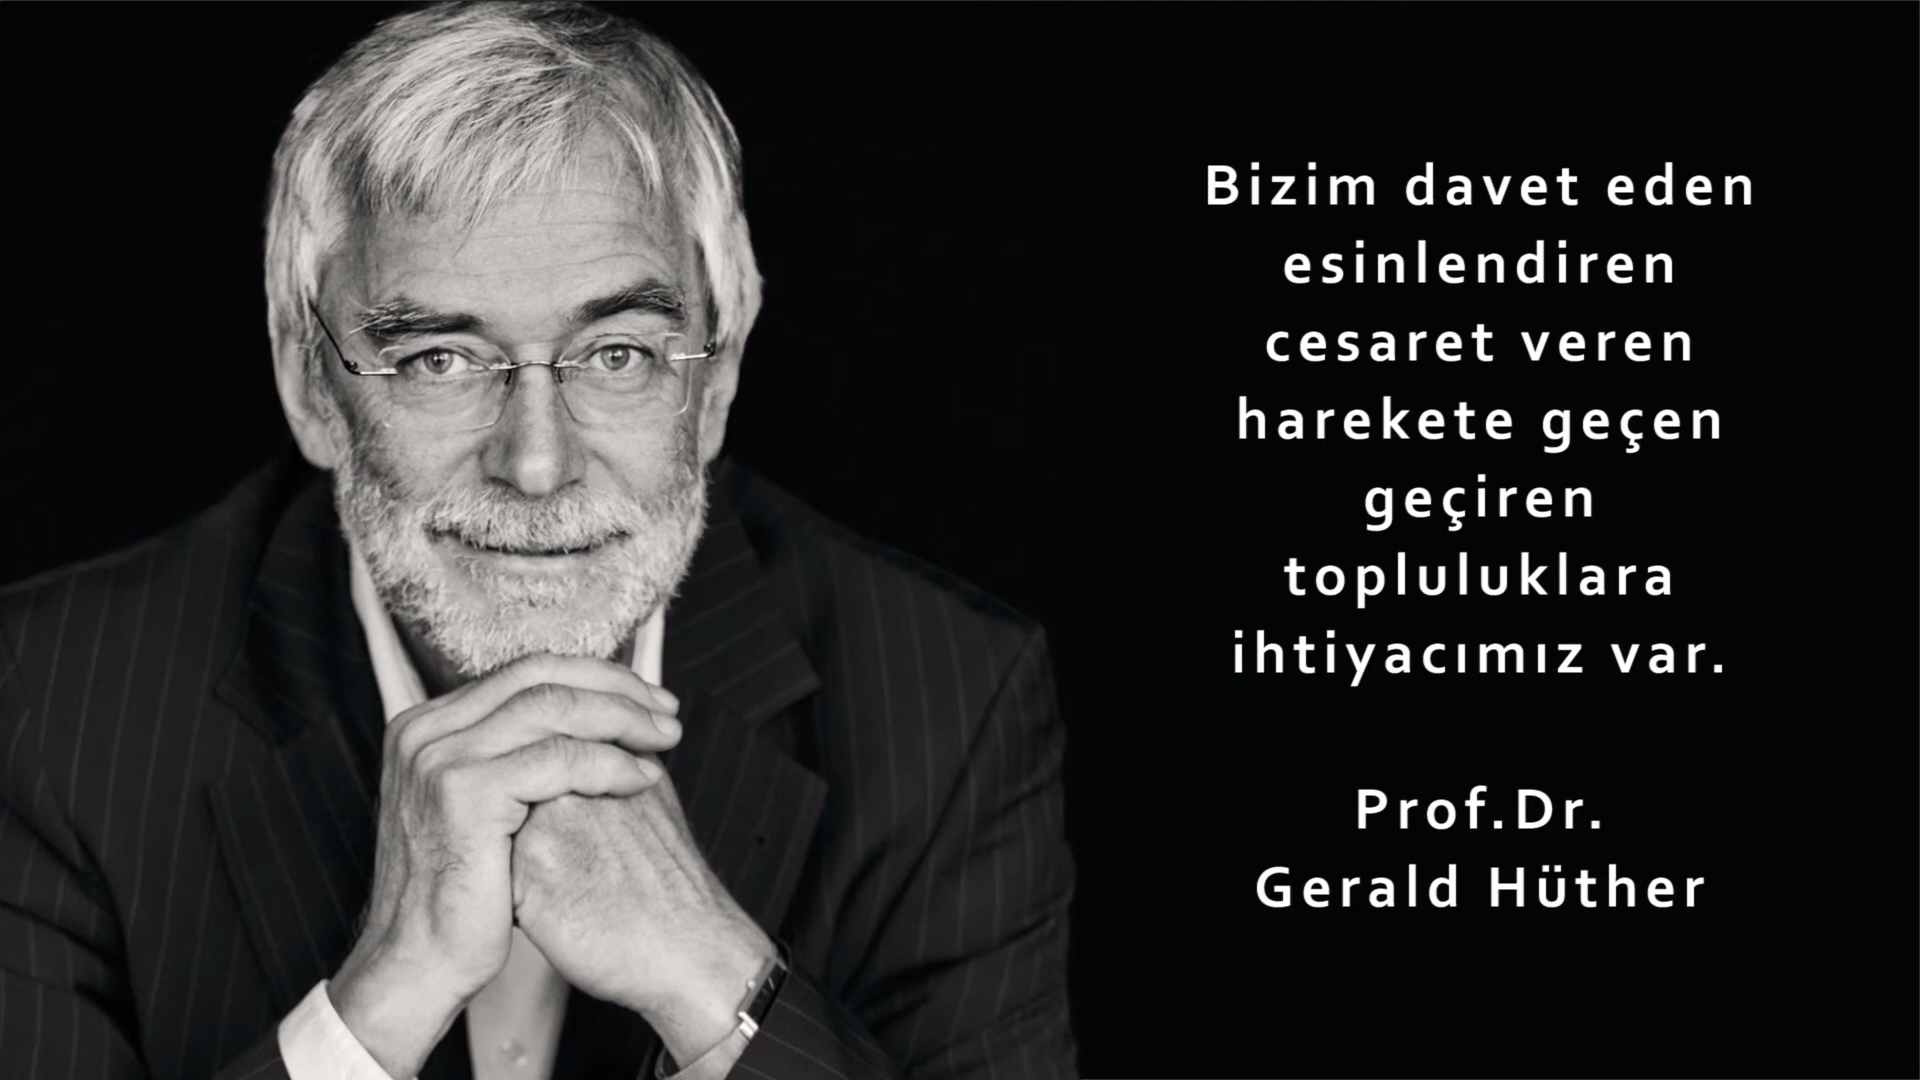 Bizim davet eden
esinlendiren
cesaret veren
harekete geçen
geçiren
topluluklara
ihtiyacımız var.
Prof.Dr.
Gerald Hüther